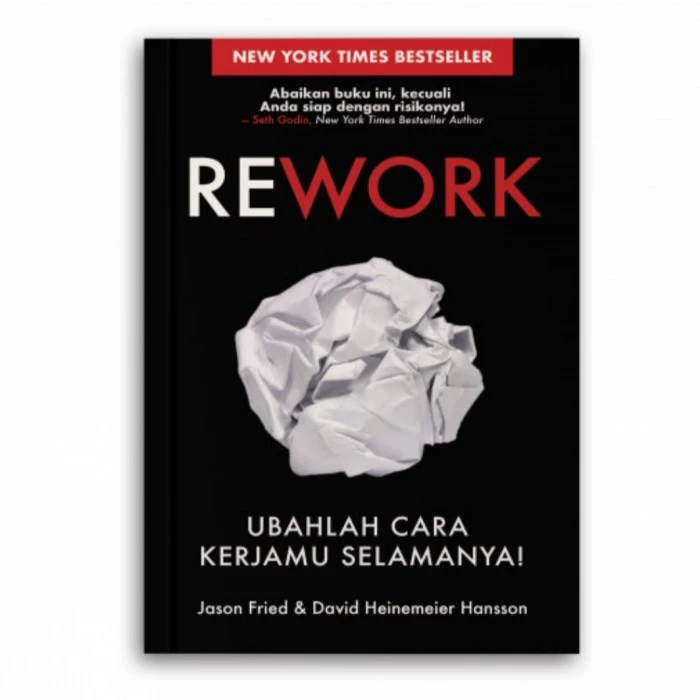 NEW YORK TIMES BESTSELLER
Abaikan buku ini, kecuali
Anda siap dengan risikonya!
— Seth Godin, New York Times Bestseller Author
REWORK
UBAHLAH CARA
KERJAMU SELAMANYA!
Jason Fried & David Heinemeier Hansson